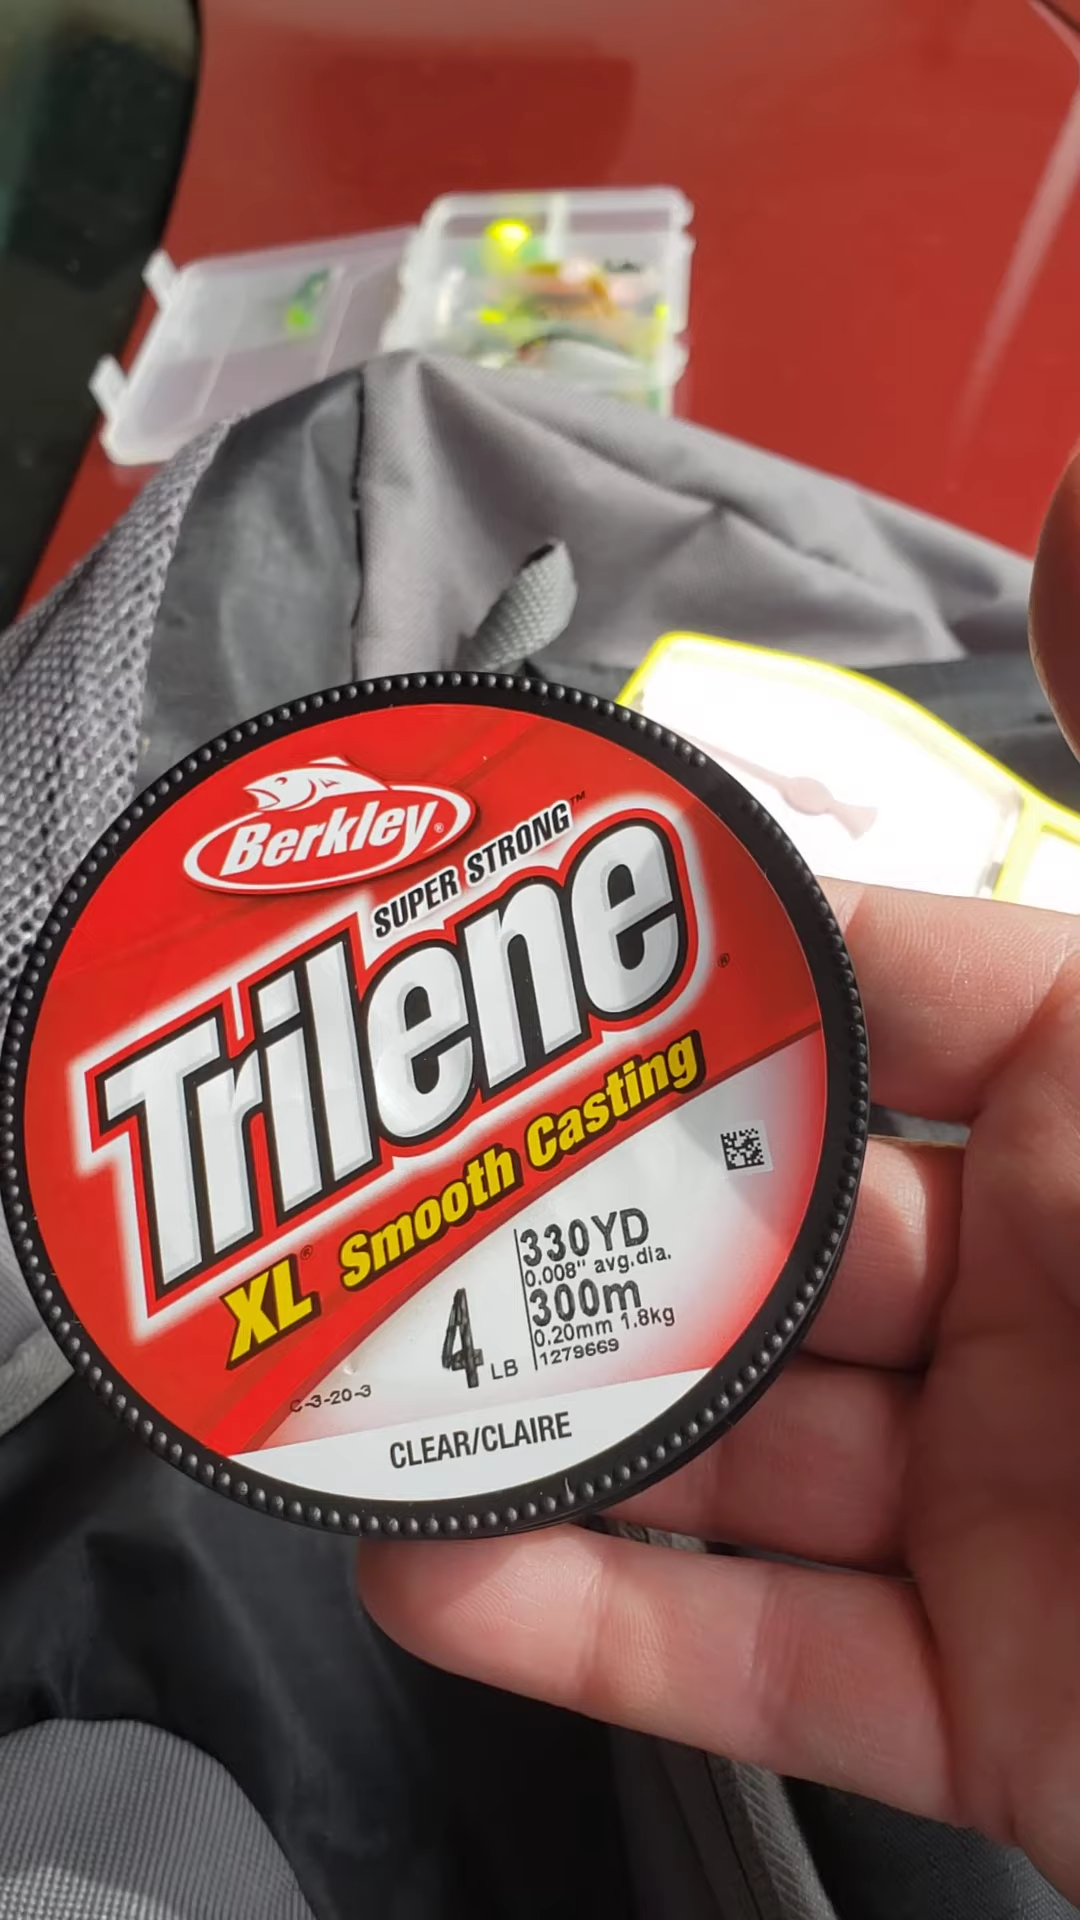 Berkley®
SUPER STRONG™
Trilene®
XL® Smooth Casting
330YD
0.008" avg.dia.
300m
0.20mm 1.8kg
1279669
4 LB
C-3-20-3
CLEAR/CLAIRE